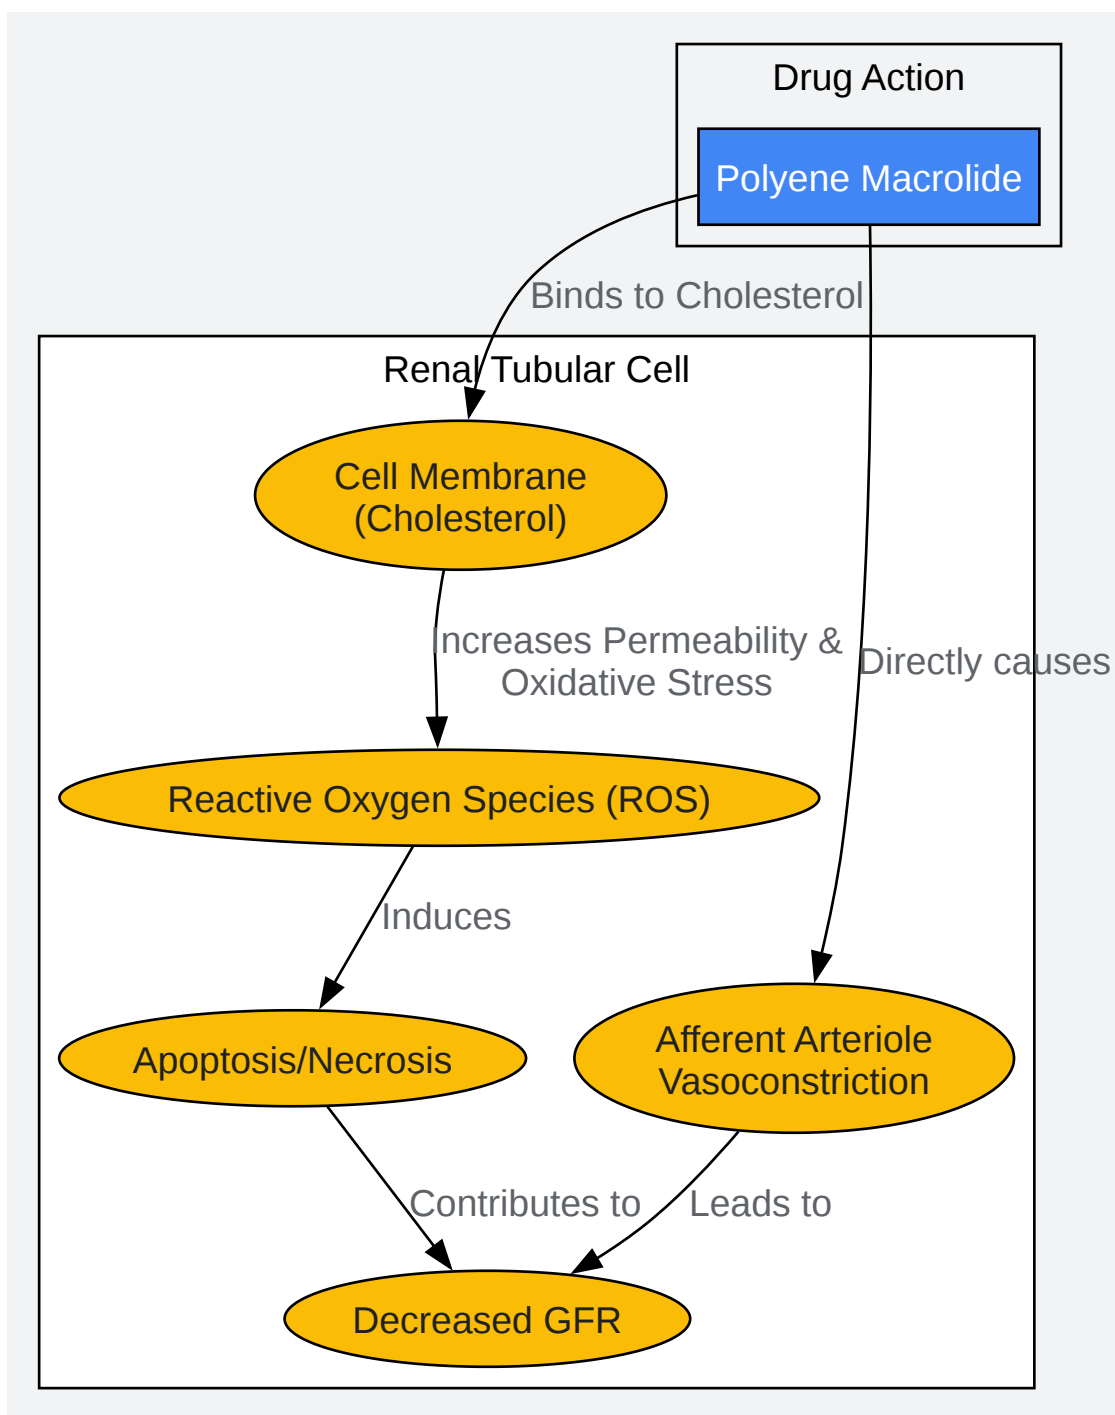 Drug Action
Polyene Macrolide
Binds to Cholesterol
Renal Tubular Cell
Cell Membrane
(Cholesterol)
Increases Permeability &
Oxidative Stress
Directly causes
Reactive Oxygen Species (ROS)
Induces
Apoptosis/Necrosis
Afferent Arteriole
Vasoconstriction
Contributes to
Leads to
Decreased GFR